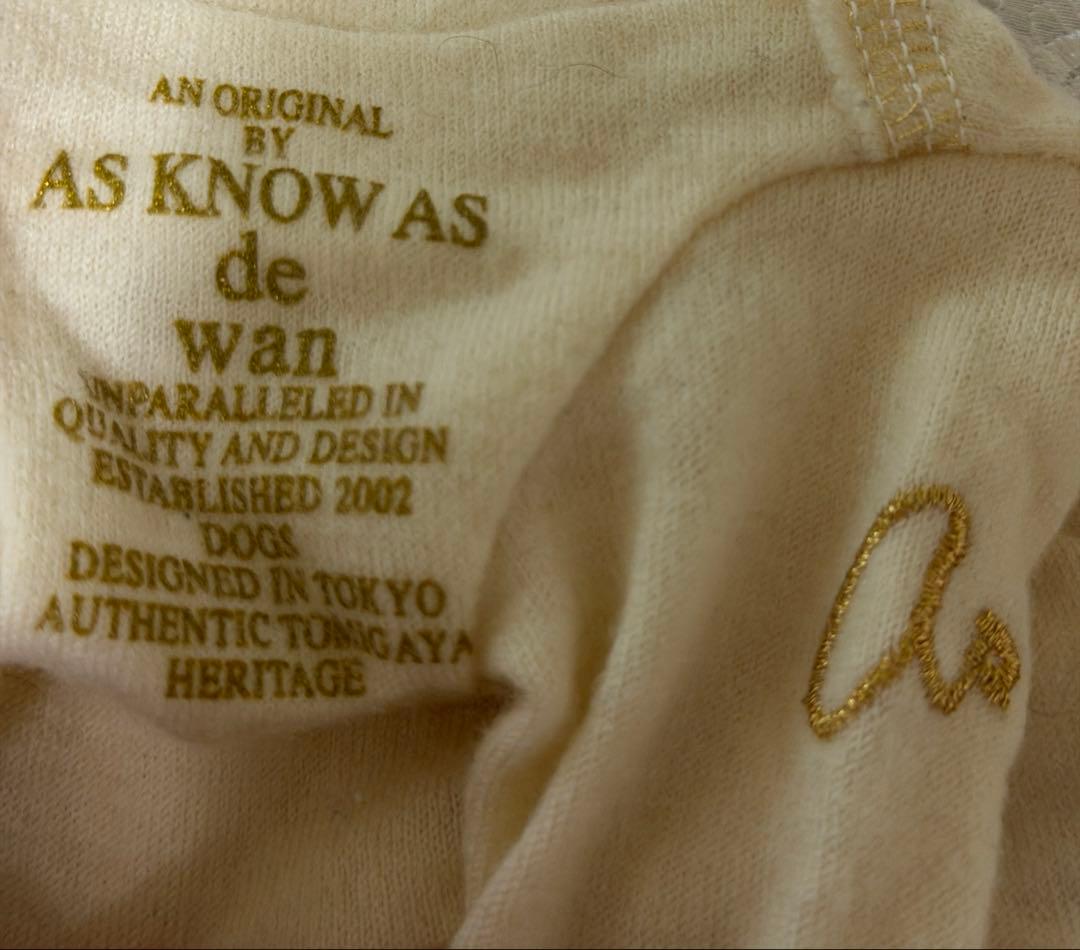 AN ORIGINAL
BY
AS KNOW AS
de
wan
UNPARALLELED IN
QUALITY AND DESIGN
ESTABLISHED 2002
DOGS
DESIGNED IN TOKYO
AUTHENTIC TOMIGAYA
HERITAGE
As